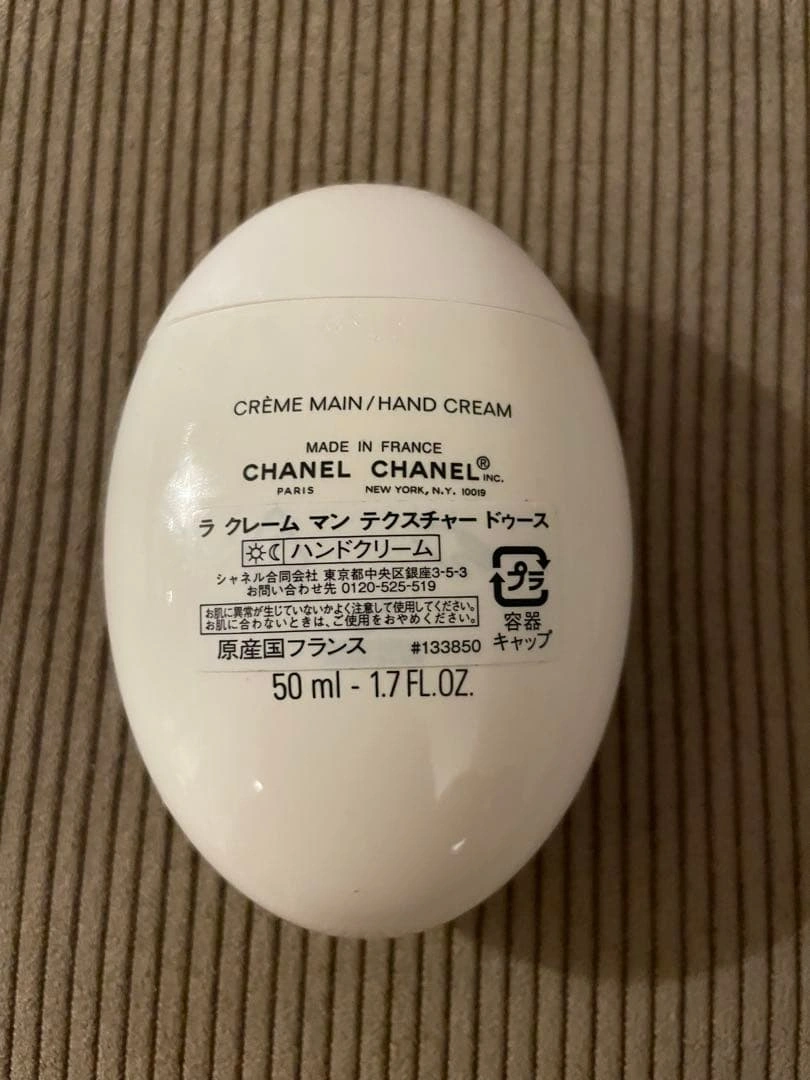 CRÈME MAIN/HAND CREAM
MADE IN FRANCE
CHANEL CHANEL® INC.
PARIS NEW YORK, N.Y. 10019
ラ クレーム マン テクスチャー ドゥース
ハンドクリーム
シャネル合同会社 東京都中央区銀座3-5-3
お問い合わせ先 0120-525-519
お肌に異常が生じていないかよく注意して使用してください。
お肌に合わないときは、ご使用をおやめください。
原産国フランス #133850
プラ
容器
キャップ
50 ml - 1.7 FL.OZ.